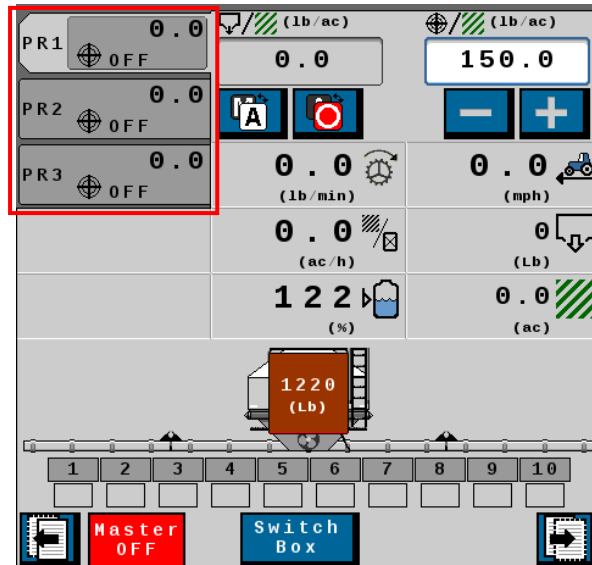 PR1 0.0
OFF
PR2 0.0
OFF
PR3 0.0
OFF
(lb/ac)
0.0
(lb/ac)
150.0
A
0.0
(lb/min)
0.0
(mph)
0.0
(ac/h)
0
(Lb)
122
(%)
0.0
(ac)
1220
(Lb)
1 2 3 4 5 6 7 8 9 10
Master
OFF
Switch
Box